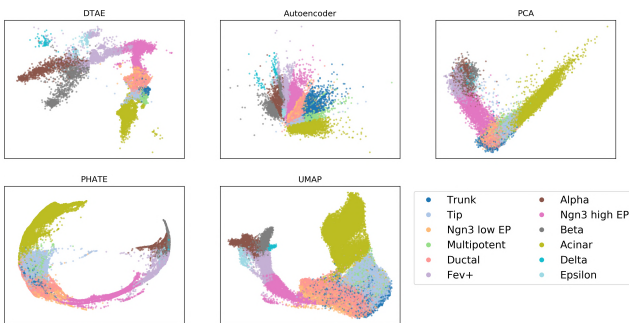 DTAE
Autoencoder
PCA
PHATE
UMAP
Trunk
Tip
Ngn3 low EP
Multipotent
Ductal
Fev+
Alpha
Ngn3 high EP
Beta
Acinar
Delta
Epsilon